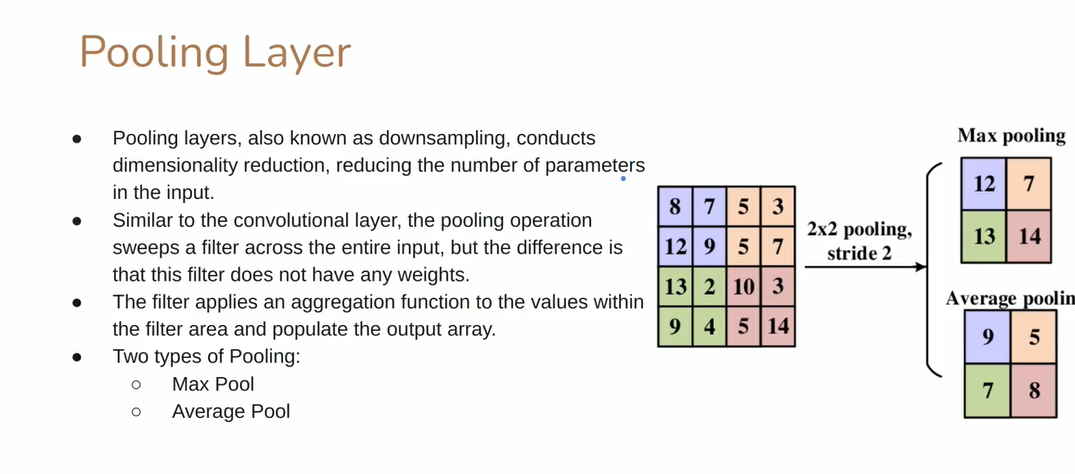 Pooling Layer
● Pooling layers, also known as downsampling, conducts
dimensionality reduction, reducing the number of parameters
in the input.
● Similar to the convolutional layer, the pooling operation
sweeps a filter across the entire input, but the difference is
that this filter does not have any weights.
● The filter applies an aggregation function to the values within
the filter area and populate the output array.
● Two types of Pooling:
○ Max Pool
○ Average Pool
8 7 5 3
12 9 5 7
13 2 10 3
9 4 5 14
2x2 pooling,
stride 2
Max pooling
12 7
13 14
Average poolin
9 5
7 8